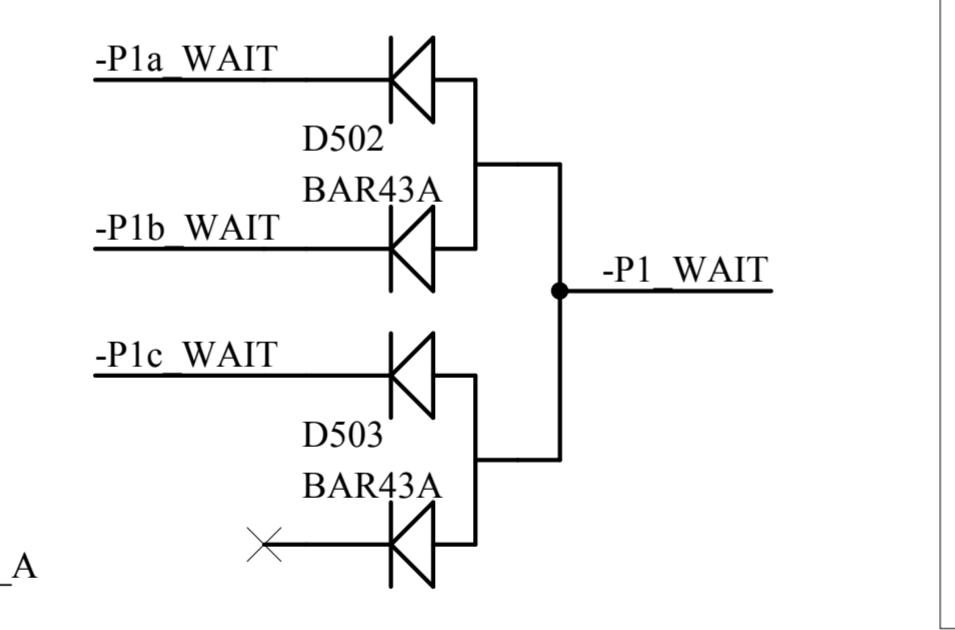 -P1a_WAIT
D502
BAR43A
-P1b_WAIT
-P1_WAIT
-P1c_WAIT
D503
BAR43A
_A